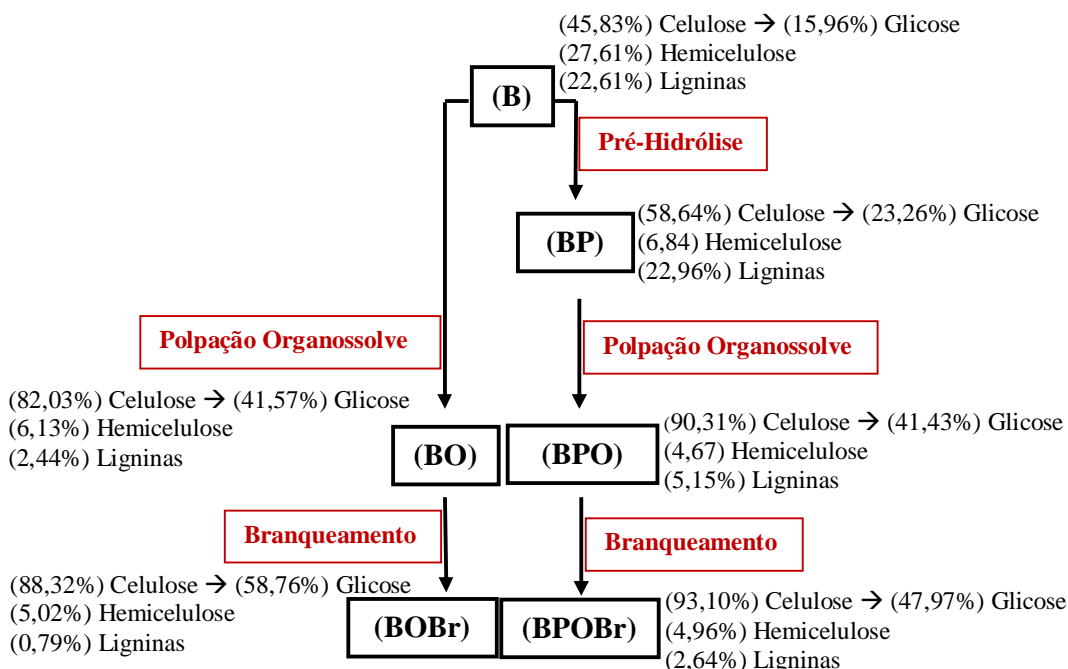 (45,83%) Celulose → (15,96%) Glicose
(27,61%) Hemicelulose
(22,61%) Ligninas
(B)
Pré-Hidrólise
(58,64%) Celulose → (23,26%) Glicose
(6,84) Hemicelulose
(22,96%) Ligninas
(BP)
Polpação Organossolve
Polpação Organossolve
(82,03%) Celulose → (41,57%) Glicose
(6,13%) Hemicelulose
(2,44%) Ligninas
(BO)
(BPO)
(90,31%) Celulose → (41,43%) Glicose
(4,67) Hemicelulose
(5,15%) Ligninas
Branqueamento
Branqueamento
(88,32%) Celulose → (58,76%) Glicose
(5,02%) Hemicelulose
(0,79%) Ligninas
(BOBr)
(BPOBr)
(93,10%) Celulose → (47,97%) Glicose
(4,96%) Hemicelulose
(2,64%) Ligninas